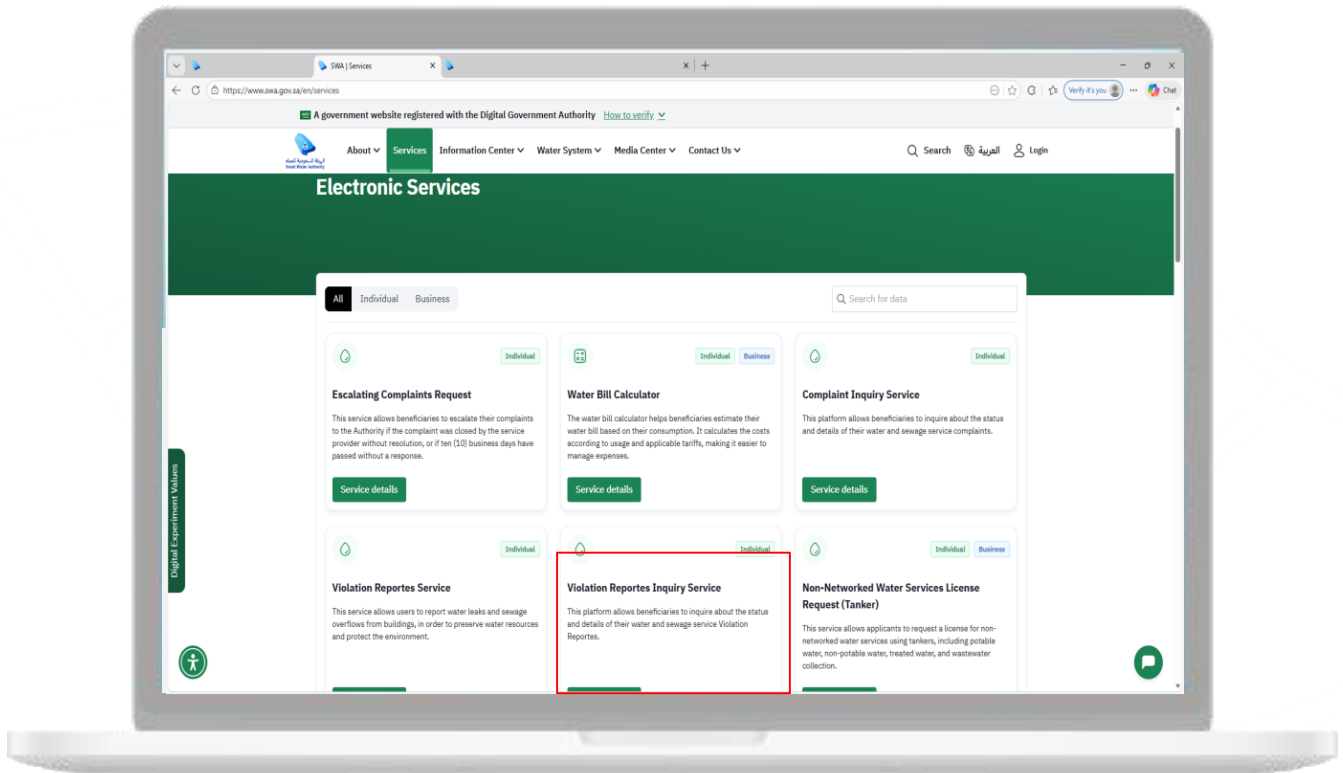 SWA | Services
https://www.swa.gov.sa/en/services
Verify it's you
Chat
A government website registered with the Digital Government Authority How to verify
الهيئة السعودية للمياه
Saudi Water Authority
About Services Information Center Water System Media Center Contact Us Search العربية Login
Electronic Services
All Individual Business
Search for data
Individual
Escalating Complaints Request
This service allows beneficiaries to escalate their complaints
to the Authority if the complaint was closed by the service
provider without resolution, or if ten (10) business days have
passed without a response.
Service details
Individual Business
Water Bill Calculator
The water bill calculator helps beneficiaries estimate their
water bill based on their consumption. It calculates the costs
according to usage and applicable tariffs, making it easier to
manage expenses.
Service details
Individual
Complaint Inquiry Service
This platform allows beneficiaries to inquire about the status
and details of their water and sewage service complaints.
Service details
Individual
Violation Reportes Service
This service allows users to report water leaks and sewage
overflows from buildings, in order to preserve water resources
and protect the environment.
Individual
Violation Reportes Inquiry Service
This platform allows beneficiaries to inquire about the status
and details of their water and sewage service Violation
Reportes.
Individual Business
Non-Networked Water Services License
Request (Tanker)
This service allows applicants to request a license for non-
networked water services using tankers, including potable
water, non-potable water, treated water, and wastewater
collection.
Digital Experiment Values